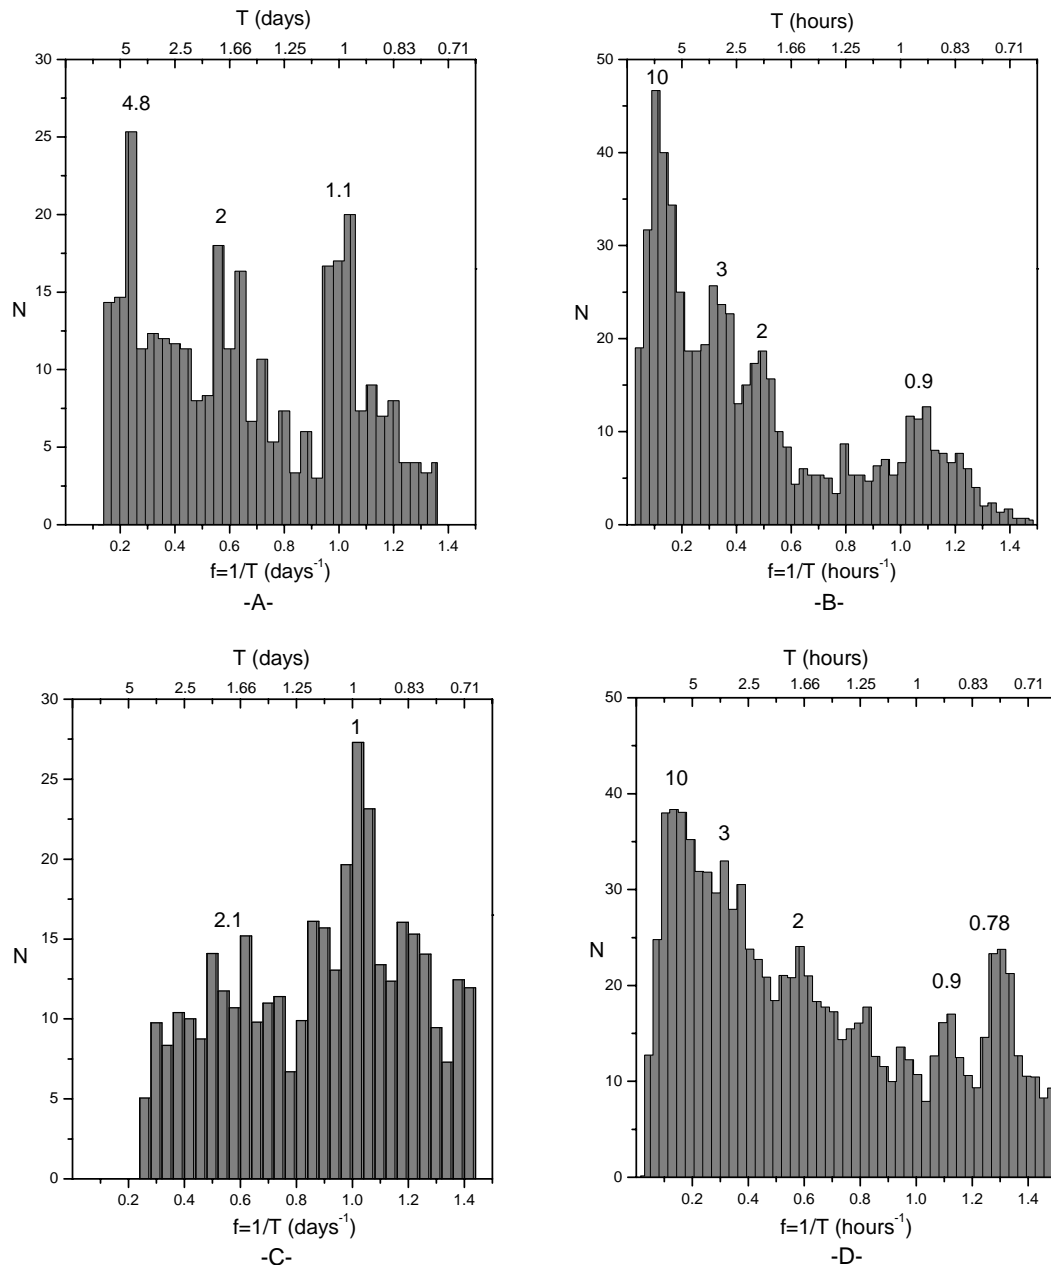 T (days)
5 2.5 1.66 1.25 1 0.83 0.71
30
4.8
25
1.1
20
2
N
15
10
5
0
0.2 0.4 0.6 0.8 1.0 1.2 1.4
f=1/T (days-1)
-A-
T (hours)
5 2.5 1.66 1.25 1 0.83 0.71
50
10
40
30
3
N
20
2
0.9
10
0
0.2 0.4 0.6 0.8 1.0 1.2 1.4
f=1/T (hours-1)
-B-
T (days)
5 2.5 1.66 1.25 1 0.83 0.71
30
1
25
20
2.1
15
N
10
5
0
0.2 0.4 0.6 0.8 1.0 1.2 1.4
f=1/T (days-1)
-C-
T (hours)
5 2.5 1.66 1.25 1 0.83 0.71
50
10
40
3
30
2
0.78
N
20
0.9
10
0
0.2 0.4 0.6 0.8 1.0 1.2 1.4
f=1/T (hours-1)
-D-